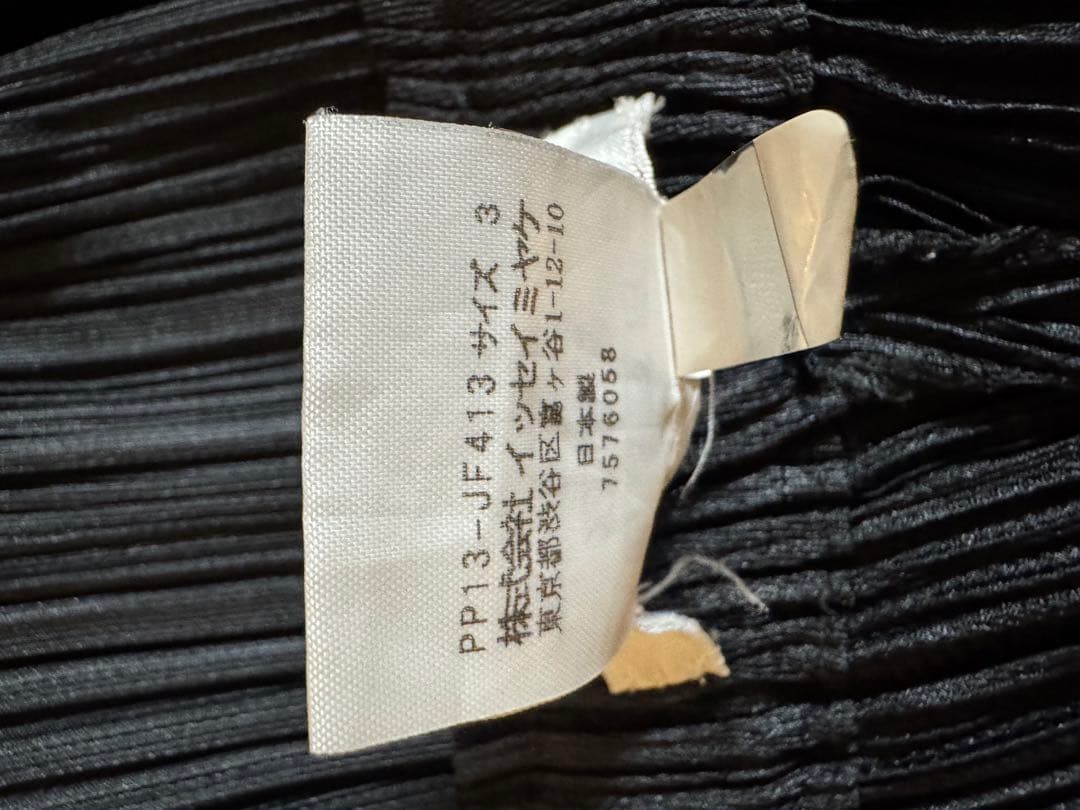 PP13-JF413 サイズ 3
株式会社 イッセイミヤケ
東京都渋谷区富ヶ谷1-12-10
日本製
7576058